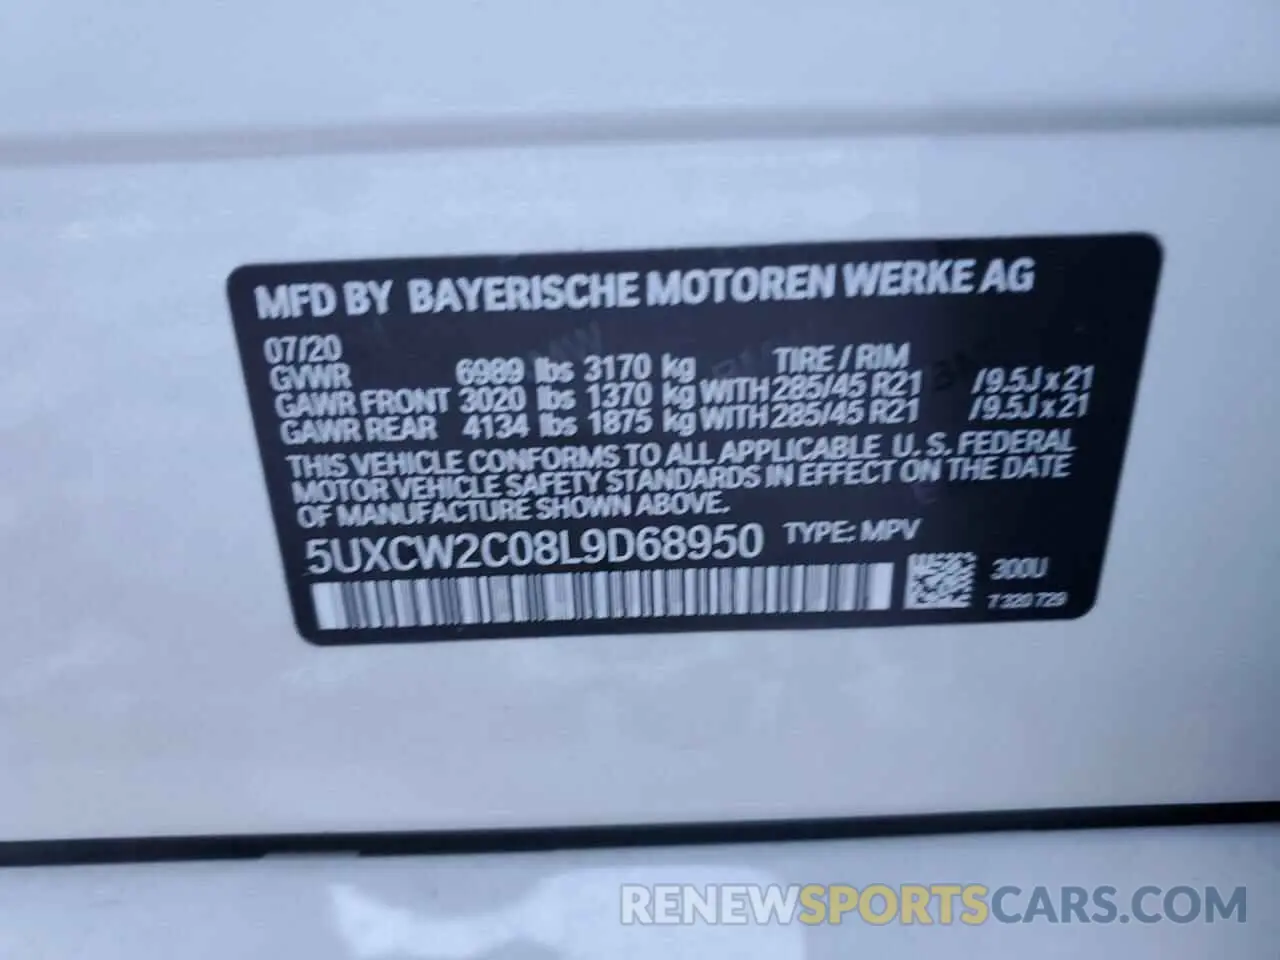 MFD BY BAYERISCHE MOTOREN WERKE AG
07/20 TIRE / RIM
GVWR 6989 lbs 3170 kg
GAWR FRONT 3020 lbs 1370 kg WITH 285/45 R21 /9.5J x 21
GAWR REAR 4134 lbs 1875 kg WITH 285/45 R21 /9.5J x 21
THIS VEHICLE CONFORMS TO ALL APPLICABLE U. S. FEDERAL
MOTOR VEHICLE SAFETY STANDARDS IN EFFECT ON THE DATE
OF MANUFACTURE SHOWN ABOVE.
5UXCW2C08L9D68950 TYPE: MPV
300U
7 320 729
RENEWSPORTSCARS.COM